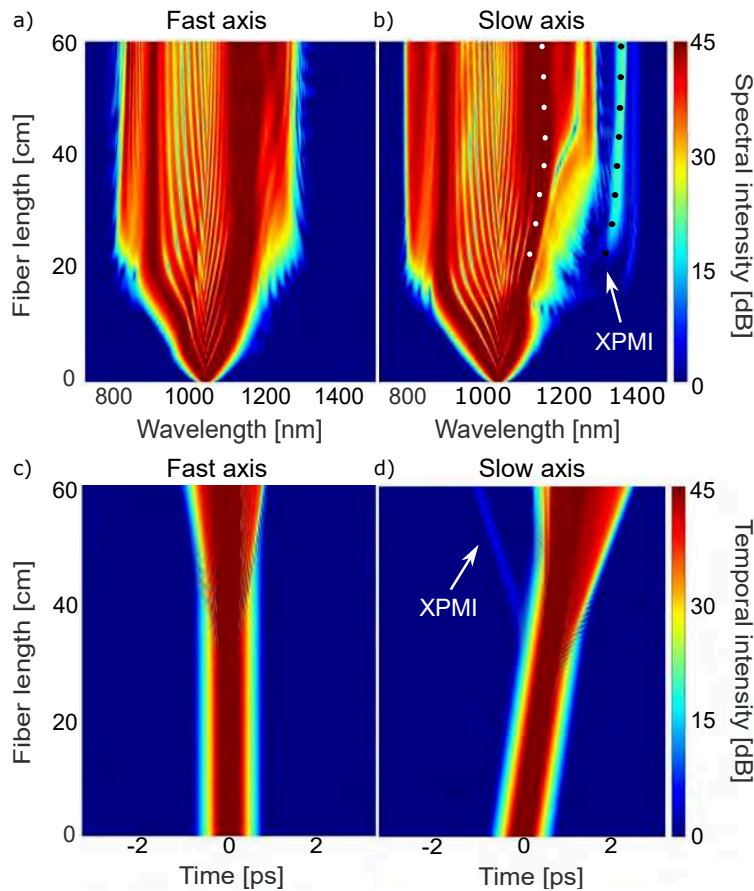 a) Fast axis
b) Slow axis
60
40
20
0
Fiber length [cm]
800 1000 1200 1400
Wavelength [nm]
XPMI
800 1000 1200 1400
Wavelength [nm]
45
30
15
0
Spectral intensity [dB]
c) Fast axis
d) Slow axis
60
40
20
0
Fiber length [cm]
-2 0 2
Time [ps]
XPMI
-2 0 2
Time [ps]
45
30
15
0
Temporal intensity [dB]